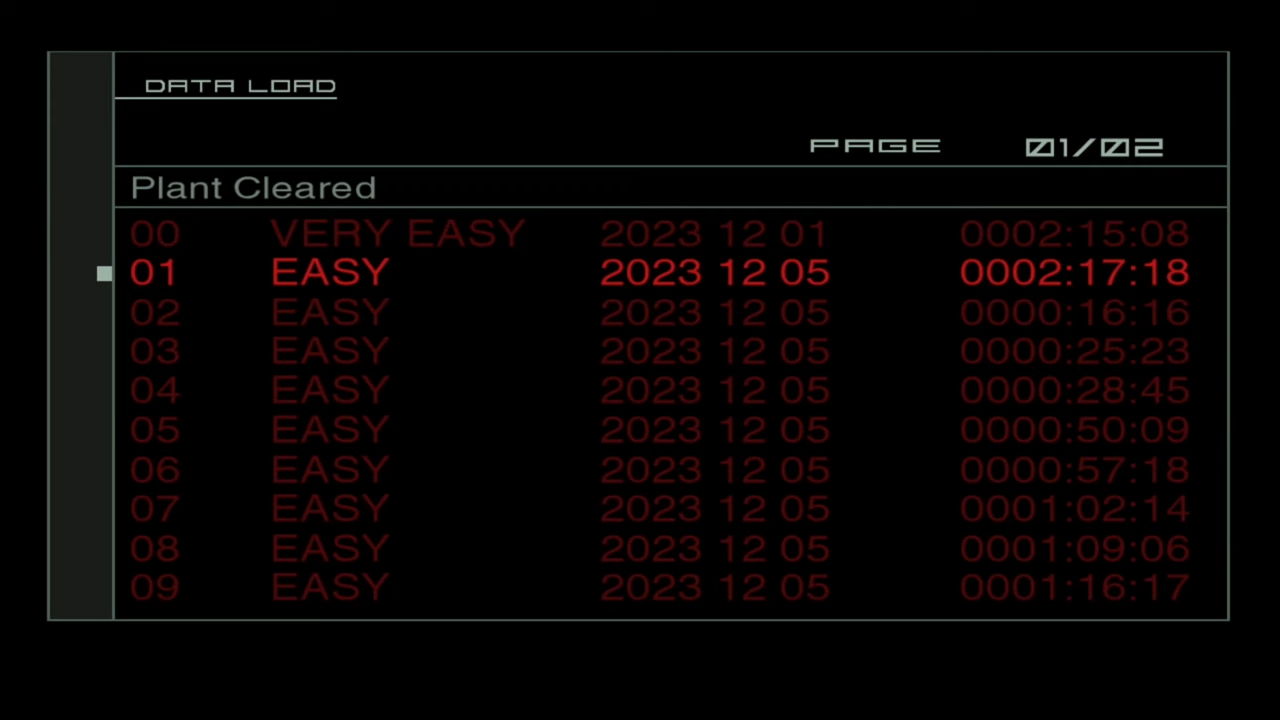 DATA LOAD
PAGE 01/02
Plant Cleared
00 VERY EASY 2023 12 01 0002:15:08
01 EASY 2023 12 05 0002:17:18
02 EASY 2023 12 05 0000:16:16
03 EASY 2023 12 05 0000:25:23
04 EASY 2023 12 05 0000:28:45
05 EASY 2023 12 05 0000:50:09
06 EASY 2023 12 05 0000:57:18
07 EASY 2023 12 05 0001:02:14
08 EASY 2023 12 05 0001:09:06
09 EASY 2023 12 05 0001:16:17